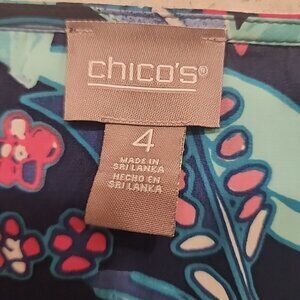 chico's®
4
MADE IN
SRI LANKA
HECHO EN
SRI LANKA